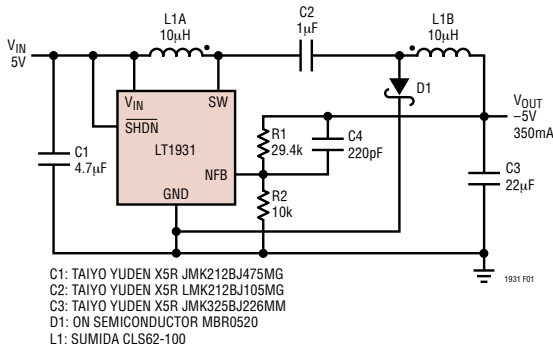 L1A
10µH
C2
1µF
L1B
10µH
VIN
5V
D1
VOUT
–5V
350mA
VIN
SW
SHDN
LT1931
NFB
GND
R1
29.4k
C4
220pF
R2
10k
C1
4.7µF
C3
22µF
1931 F01
C1: TAIYO YUDEN X5R JMK212BJ475MG
C2: TAIYO YUDEN X5R LMK212BJ105MG
C3: TAIYO YUDEN X5R JMK325BJ226MM
D1: ON SEMICONDUCTOR MBR0520
L1: SUMIDA CLS62-100